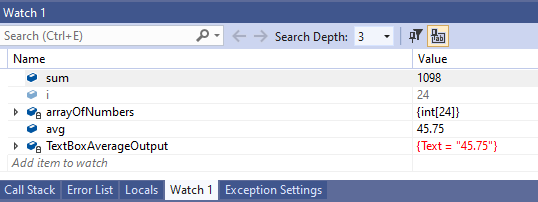 Watch 1
Search (Ctrl+E) Search Depth: 3
Name Value
sum 1098
i 24
arrayOfNumbers {int[24]}
avg 45.75
TextBoxAverageOutput {Text = "45.75"}
Add item to watch
Call Stack Error List Locals Watch 1 Exception Settings